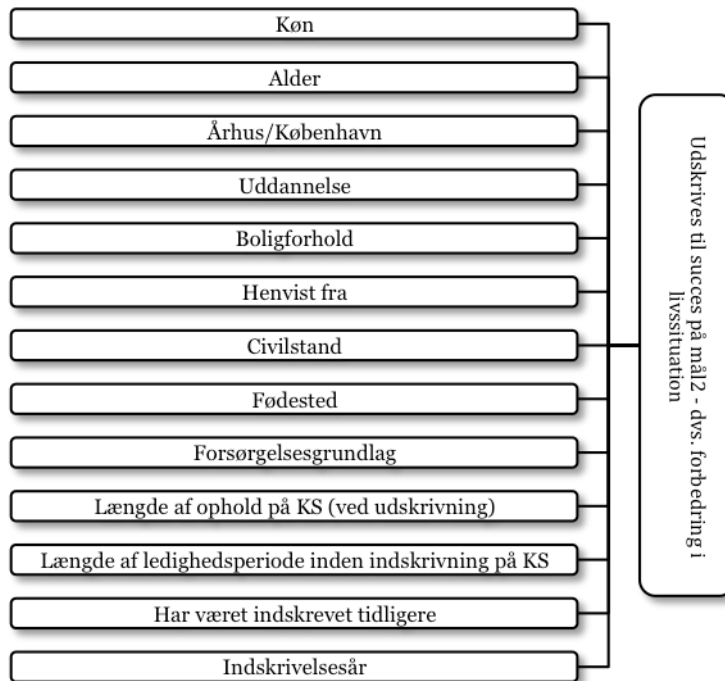 Køn
Alder
Århus/København
Uddannelse
Boligforhold
Henvist fra
Civilstand
Fødested
Forsørgelsesgrundlag
Længde af ophold på KS (ved udskrivning)
Længde af ledighedsperiode inden indskrivning på KS
Har været indskrevet tidligere
Indskrivelsesår
Udskrives til succes på mål2 - dvs. forbedring i
livssituation